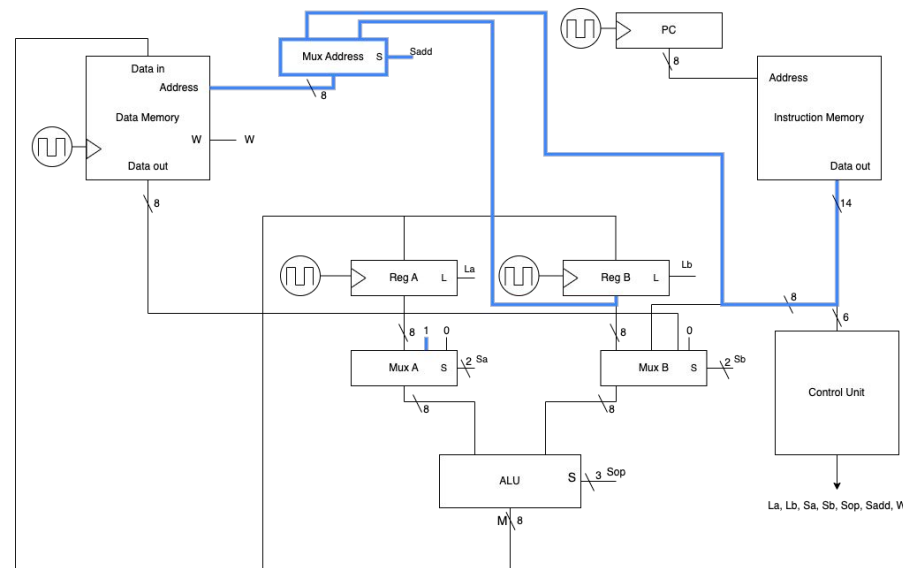 PC
8
Mux Address
S
Sadd
8
Data in
Address
Data Memory
W
W
Data out
8
Address
Instruction Memory
Data out
14
Reg A
L
La
Reg B
L
Lb
8
6
8
1
0
8
0
Mux A
S
2
Sa
Mux B
S
2
Sb
8
8
Control Unit
ALU
S
3
Sop
M
8
La, Lb, Sa, Sb, Sop, Sadd, W